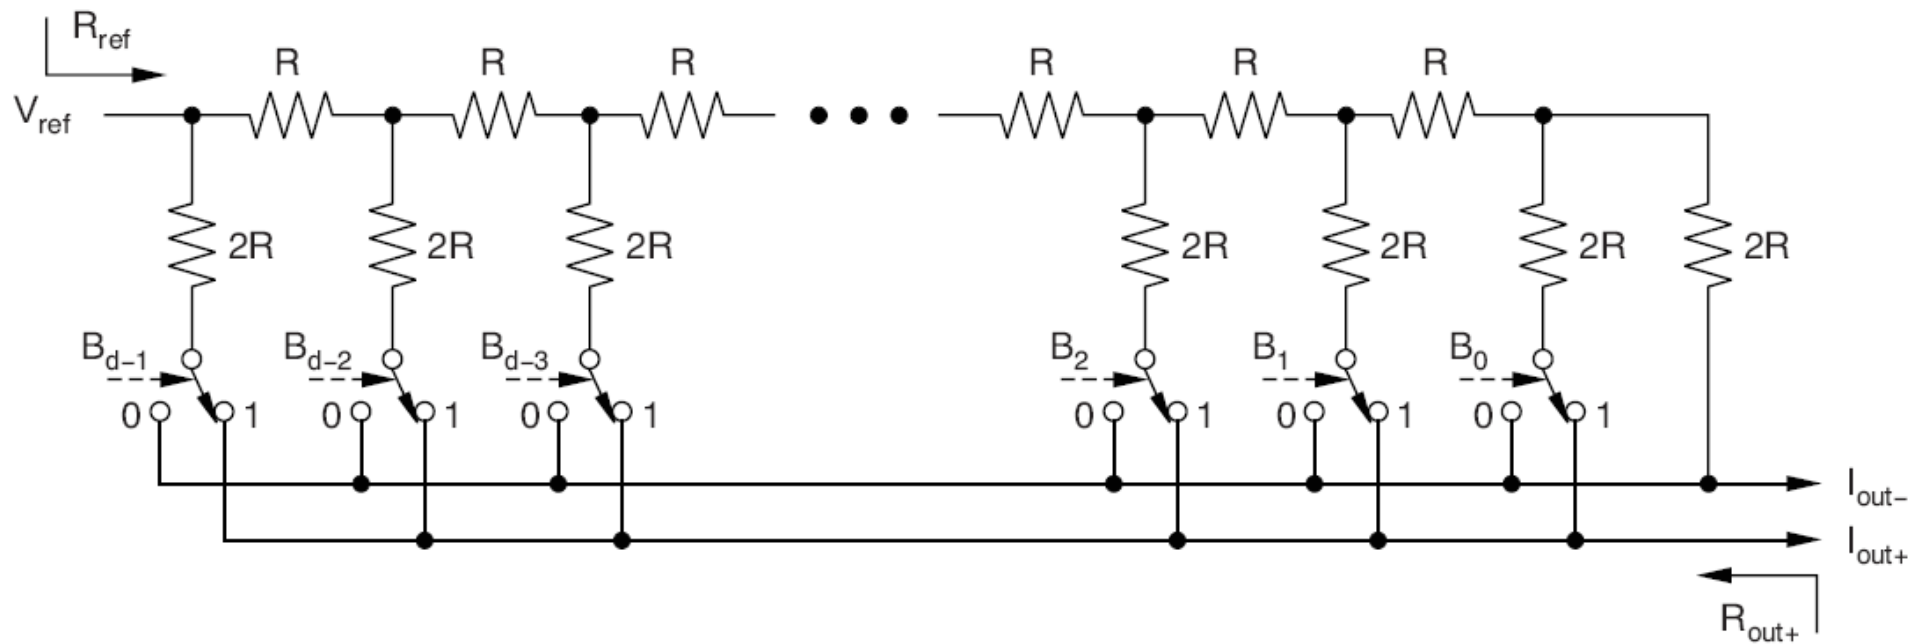 R_ref
R R R R R R
V_ref
2R 2R 2R 2R 2R 2R 2R
B_d−1 B_d−2 B_d−3 B_2 B_1 B_0
0 1 0 1 0 1 0 1 0 1 0 1
I_out−
I_out+
R_out+